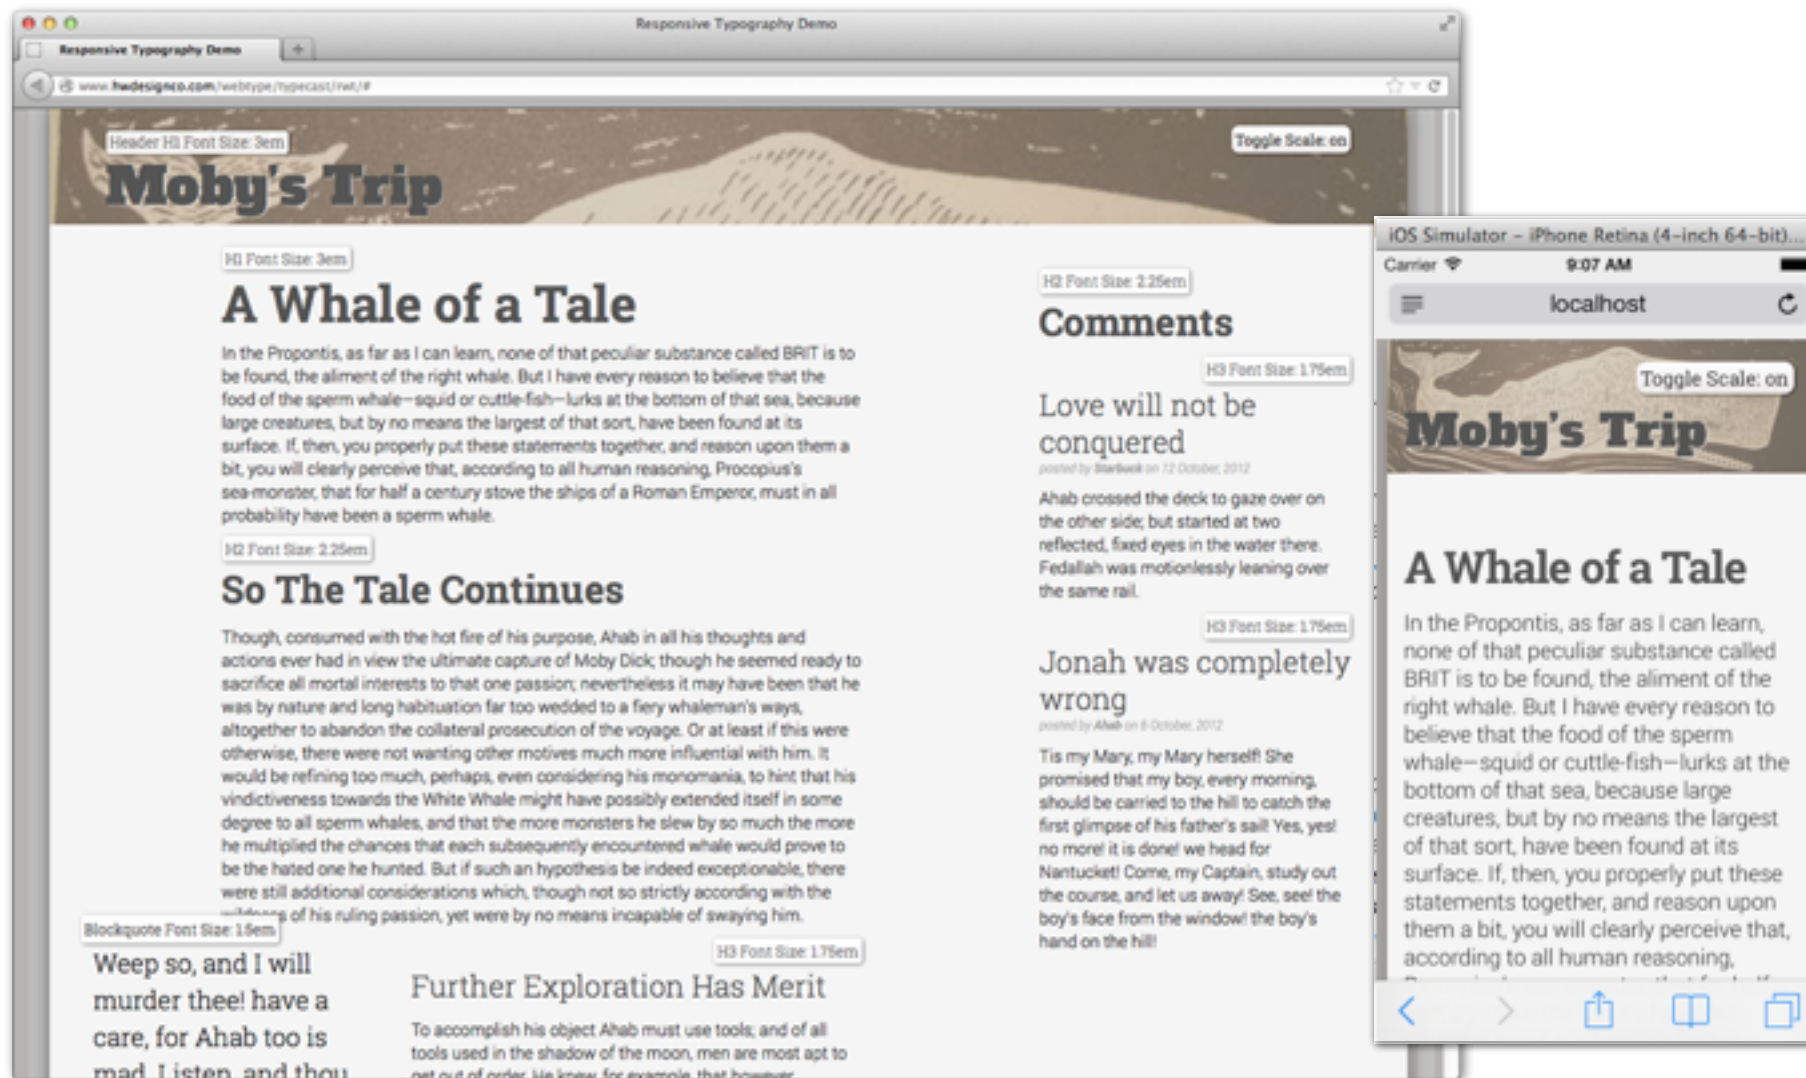 Responsive Typography Demo
Responsive Typography Demo
www.hwdesignco.com/webtype/typecast/rwt/#
Header H1 Font Size: 3em
Toggle Scale: on
Moby's Trip
H1 Font Size: 3em
A Whale of a Tale
In the Propontis, as far as I can learn, none of that peculiar substance called BRIT is to
be found, the aliment of the right whale. But I have every reason to believe that the
food of the sperm whale—squid or cuttle-fish—lurks at the bottom of that sea, because
large creatures, but by no means the largest of that sort, have been found at its
surface. If, then, you properly put these statements together, and reason upon them a
bit, you will clearly perceive that, according to all human reasoning, Procopius's
sea-monster, that for half a century stove the ships of a Roman Emperor, must in all
probability have been a sperm whale.
H2 Font Size: 2.25em
So The Tale Continues
Though, consumed with the hot fire of his purpose, Ahab in all his thoughts and
actions ever had in view the ultimate capture of Moby Dick; though he seemed ready to
sacrifice all mortal interests to that one passion; nevertheless it may have been that he
was by nature and long habituation far too wedded to a fiery whaleman's ways,
altogether to abandon the collateral prosecution of the voyage. Or at least if this were
otherwise, there were not wanting other motives much more influential with him. It
would be refining too much, perhaps, even considering his monomania, to hint that his
vindictiveness towards the White Whale might have possibly extended itself in some
degree to all sperm whales, and that the more monsters he slew by so much the more
he multiplied the chances that each subsequently encountered whale would prove to
be the hated one he hunted. But if such an hypothesis be indeed exceptionable, there
were still additional considerations which, though not so strictly according with the
of his ruling passion, yet were by no means incapable of swaying him.
Blockquote Font Size: 1.5em
Weep so, and I will
murder thee! have a
care, for Ahab too is
mad. Listen, and thou
H3 Font Size: 1.75em
Further Exploration Has Merit
To accomplish his object Ahab must use tools; and of all
tools used in the shadow of the moon, men are most apt to
get out of order. He knew, for example, that however
H2 Font Size: 2.25em
Comments
H3 Font Size: 1.75em
Love will not be
conquered
posted by Starbuck on 12 October, 2012
Ahab crossed the deck to gaze over on
the other side; but started at two
reflected, fixed eyes in the water there.
Fedallah was motionlessly leaning over
the same rail.
H3 Font Size: 1.75em
Jonah was completely
wrong
posted by Ahab on 6 October, 2012
Tis my Mary, my Mary herself! She
promised that my boy, every morning,
should be carried to the hill to catch the
first glimpse of his father's sail! Yes, yes!
no more! it is done! we head for
Nantucket! Come, my Captain, study out
the course, and let us away! See, see! the
boy's face from the window! the boy's
hand on the hill!
iOS Simulator – iPhone Retina (4-inch 64-bit)...
Carrier 9:07 AM
localhost
Toggle Scale: on
Moby's Trip
A Whale of a Tale
In the Propontis, as far as I can learn,
none of that peculiar substance called
BRIT is to be found, the aliment of the
right whale. But I have every reason to
believe that the food of the sperm
whale—squid or cuttle-fish—lurks at the
bottom of that sea, because large
creatures, but by no means the largest
of that sort, have been found at its
surface. If, then, you properly put these
statements together, and reason upon
them a bit, you will clearly perceive that,
according to all human reasoning,